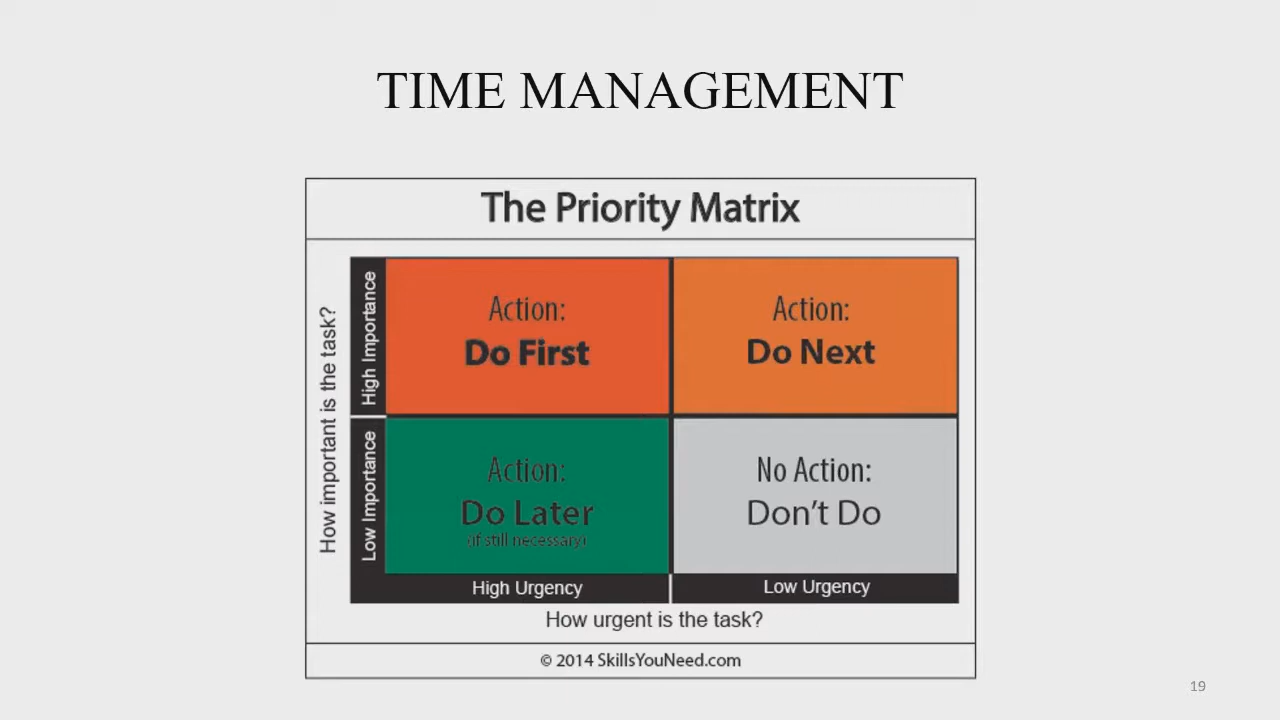 TIME MANAGEMENT
The Priority Matrix
How important is the task?
High Importance
Action:
Do First
Action:
Do Next
Low Importance
Action:
Do Later
(if still necessary)
No Action:
Don't Do
High Urgency
Low Urgency
How urgent is the task?
© 2014 SkillsYouNeed.com
19